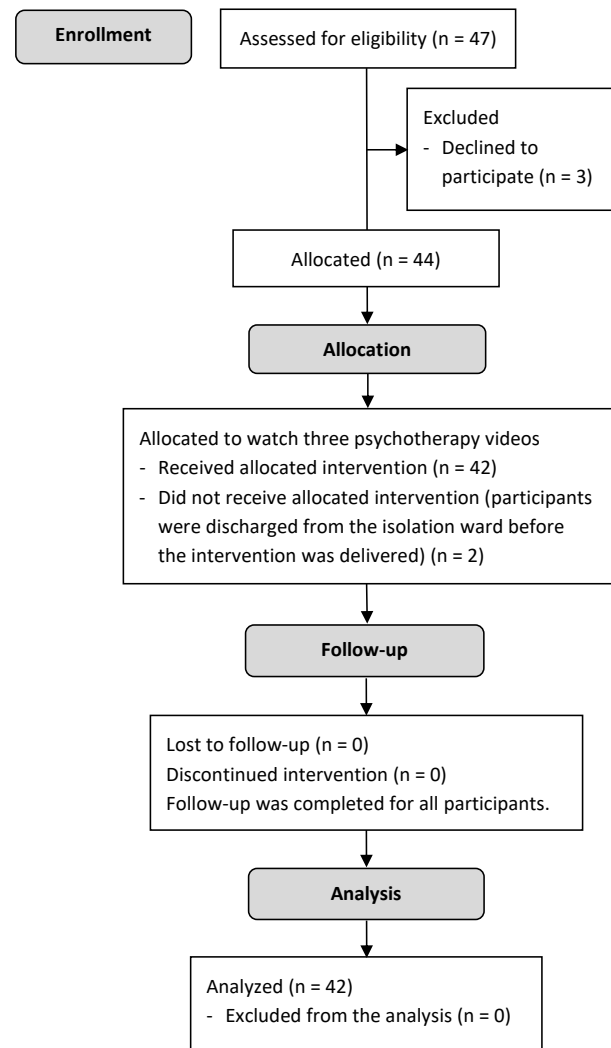 Enrollment
Assessed for eligibility (n = 47)
Excluded
- Declined to
participate (n = 3)
Allocated (n = 44)
Allocation
Allocated to watch three psychotherapy videos
- Received allocated intervention (n = 42)
- Did not receive allocated intervention (participants
were discharged from the isolation ward before
the intervention was delivered) (n = 2)
Follow-up
Lost to follow-up (n = 0)
Discontinued intervention (n = 0)
Follow-up was completed for all participants.
Analysis
Analyzed (n = 42)
- Excluded from the analysis (n = 0)